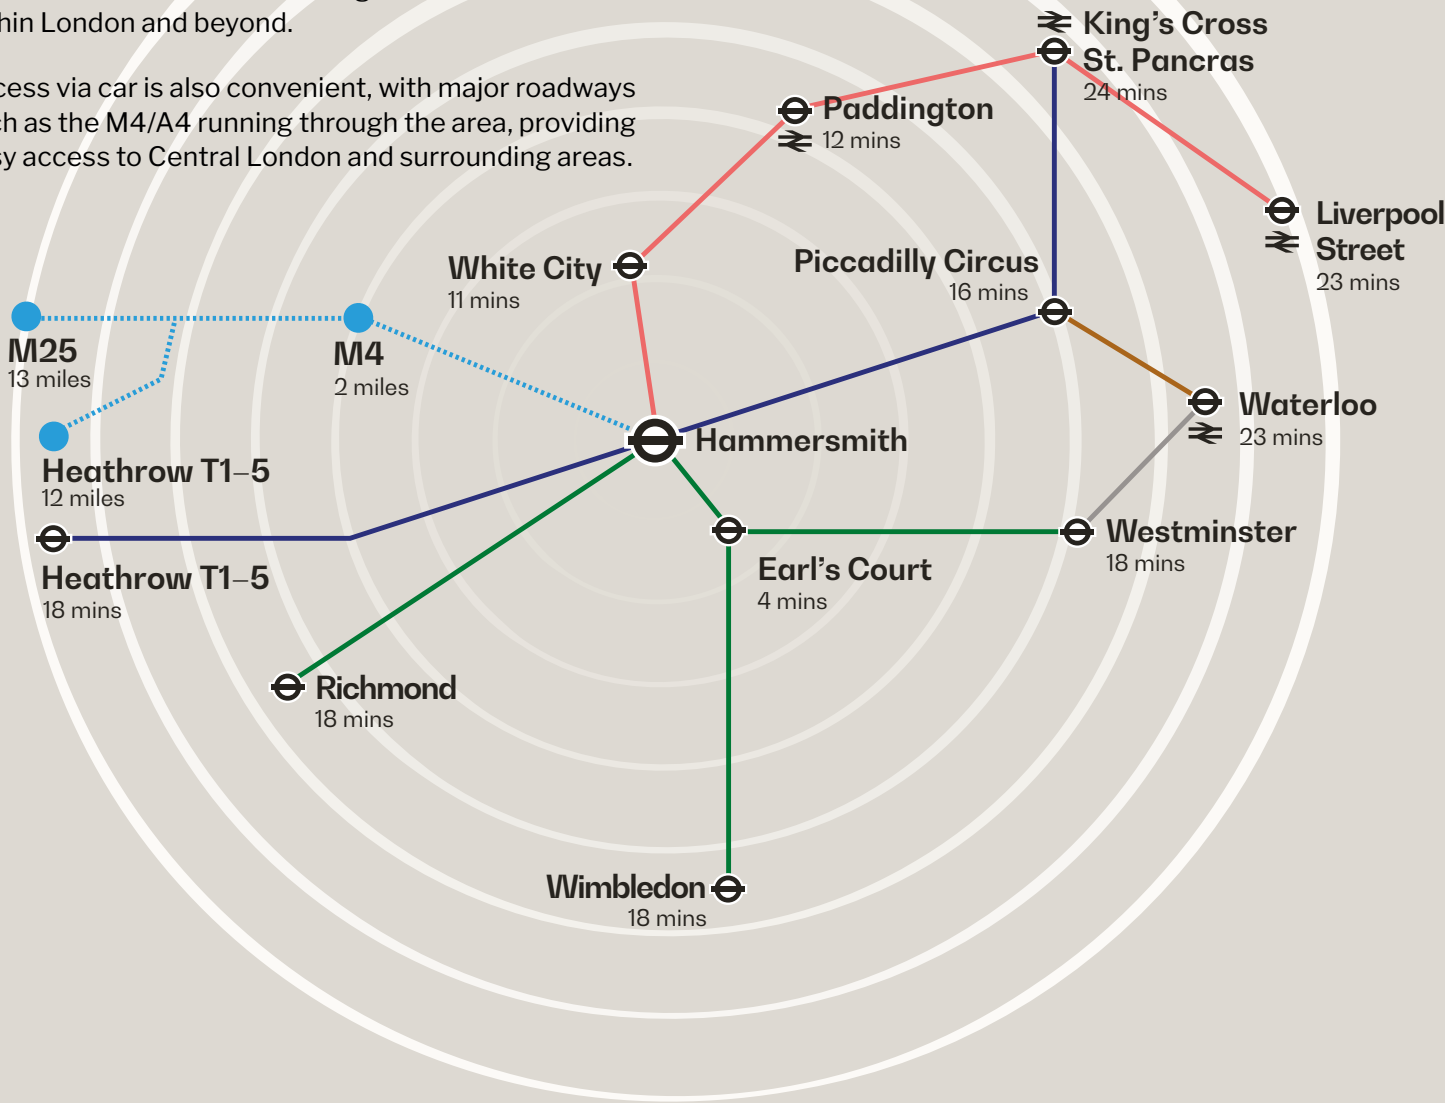 hin London and beyond.
cess via car is also convenient, with major roadways
ch as the M4/A4 running through the area, providing
sy access to Central London and surrounding areas.
King’s Cross
St. Pancras
24 mins
Paddington
12 mins
Liverpool
Street
23 mins
White City
11 mins
Piccadilly Circus
16 mins
M25
13 miles
M4
2 miles
Waterloo
23 mins
Hammersmith
Heathrow T1–5
12 miles
Westminster
18 mins
Heathrow T1–5
18 mins
Earl’s Court
4 mins
Richmond
18 mins
Wimbledon
18 mins